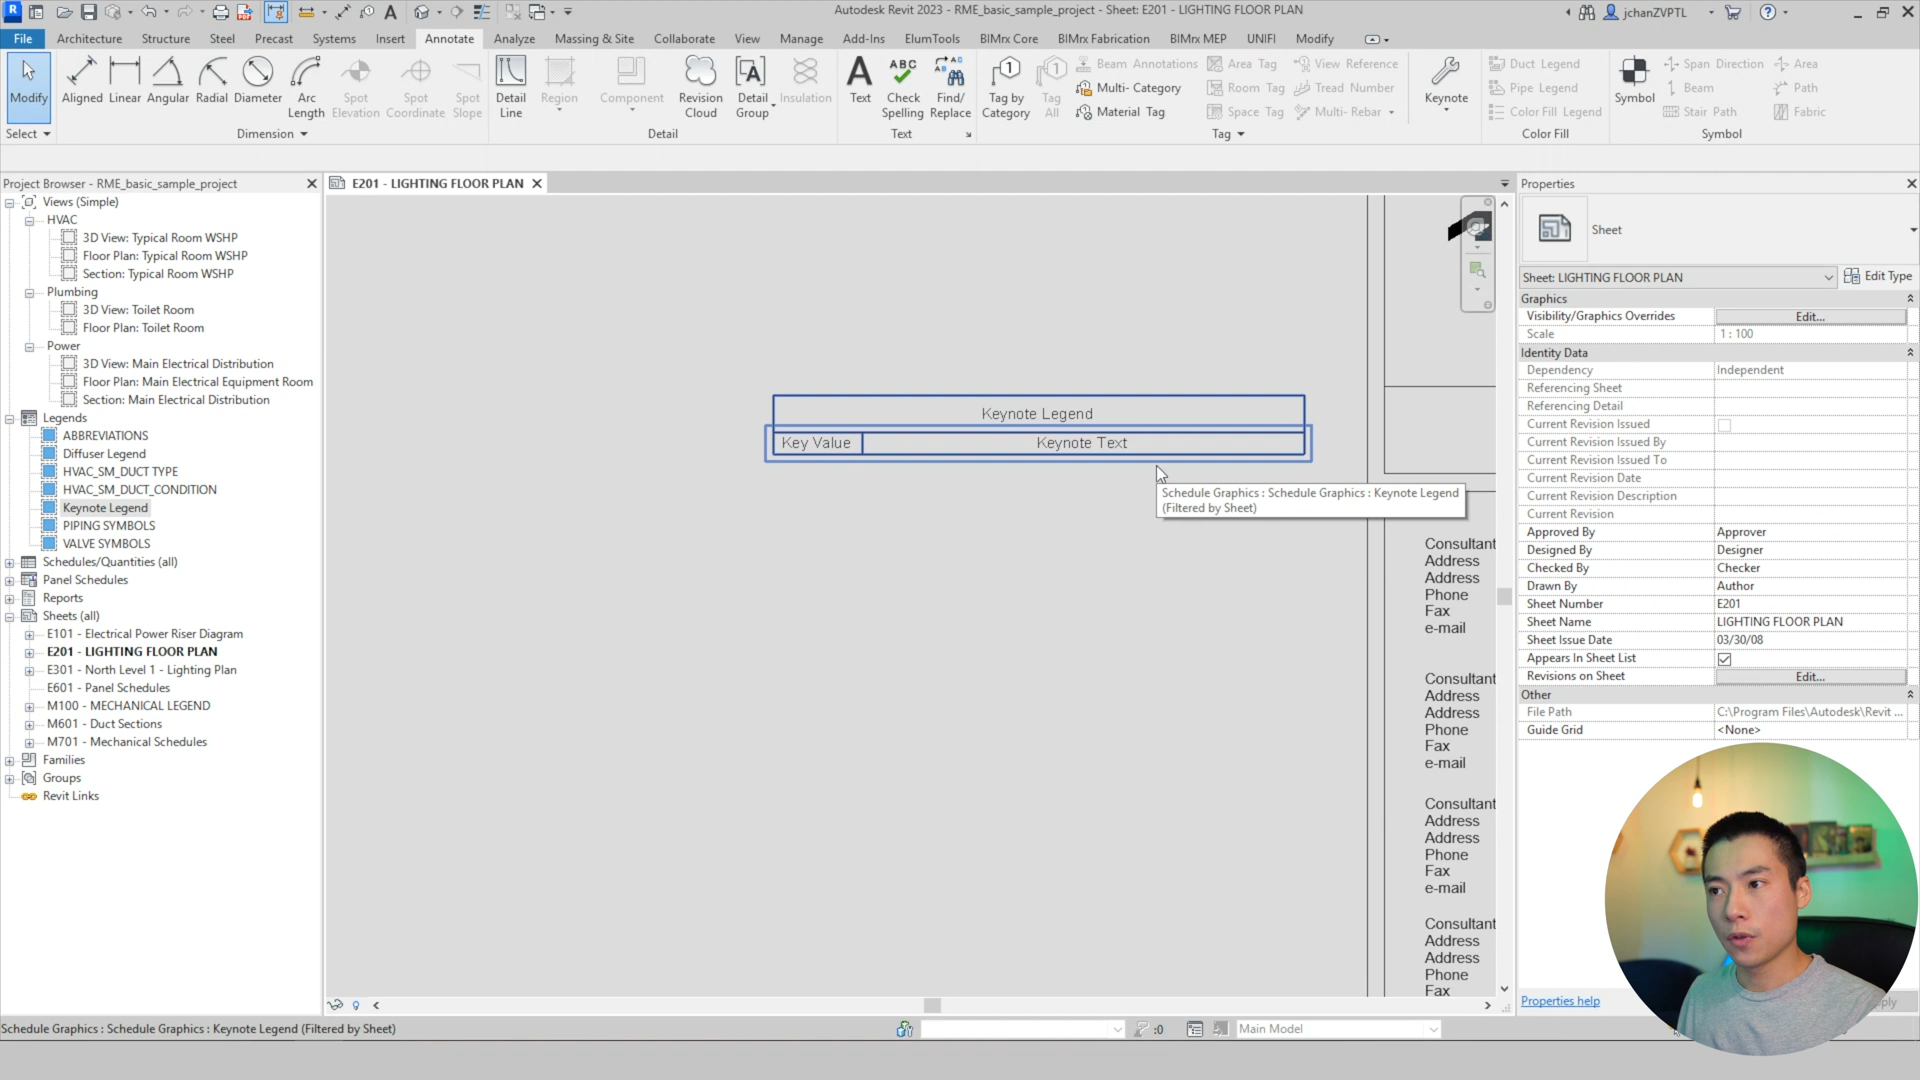 Autodesk Revit 2023 - RME_basic_sample_project - Sheet: E201 - LIGHTING FLOOR PLAN
jchanZVPTL
File Architecture Structure Steel Precast Systems Insert Annotate Analyze Massing & Site Collaborate View Manage Add-Ins ElumTools BIMrx Core BIMrx Fabrication BIMrx MEP UNIFI Modify
Modify
Aligned Linear Angular Radial Diameter Arc Length Spot Elevation Spot Coordinate Spot Slope
Detail Line Region Component Revision Cloud Detail Group Insulation
Text ABC Check Spelling Find/ Replace
Tag by Category Tag All
Beam Annotations Area Tag View Reference
Multi- Category Room Tag Tread Number
Material Tag Space Tag Multi- Rebar
Keynote
Duct Legend
Pipe Legend
Color Fill Legend
Symbol
Span Direction Area
Beam Path
Stair Path Fabric
Select Dimension Detail Text Tag Color Fill Symbol
Project Browser - RME_basic_sample_project
Views (Simple)
HVAC
3D View: Typical Room WSHP
Floor Plan: Typical Room WSHP
Section: Typical Room WSHP
Plumbing
3D View: Toilet Room
Floor Plan: Toilet Room
Power
3D View: Main Electrical Distribution
Floor Plan: Main Electrical Equipment Room
Section: Main Electrical Distribution
Legends
ABBREVIATIONS
Diffuser Legend
HVAC_SM_DUCT TYPE
HVAC_SM_DUCT_CONDITION
Keynote Legend
PIPING SYMBOLS
VALVE SYMBOLS
Schedules/Quantities (all)
Panel Schedules
Reports
Sheets (all)
E101 - Electrical Power Riser Diagram
E201 - LIGHTING FLOOR PLAN
E301 - North Level 1 - Lighting Plan
E601 - Panel Schedules
M100 - MECHANICAL LEGEND
M601 - Duct Sections
M701 - Mechanical Schedules
Families
Groups
Revit Links
E201 - LIGHTING FLOOR PLAN
Keynote Legend
Key Value Keynote Text
Schedule Graphics : Schedule Graphics : Keynote Legend
(Filtered by Sheet)
Consultant
Address
Address
Phone
Fax
e-mail
Consultant
Address
Address
Phone
Fax
e-mail
Consultant
Address
Address
Phone
Fax
e-mail
Consultant
Address
Address
Phone
Fax
Properties
Sheet
Sheet: LIGHTING FLOOR PLAN Edit Type
Graphics
Visibility/Graphics Overrides Edit...
Scale 1 : 100
Identity Data
Dependency Independent
Referencing Sheet
Referencing Detail
Current Revision Issued
Current Revision Issued By
Current Revision Issued To
Current Revision Date
Current Revision Description
Current Revision
Approved By Approver
Designed By Designer
Checked By Checker
Drawn By Author
Sheet Number E201
Sheet Name LIGHTING FLOOR PLAN
Sheet Issue Date 03/30/08
Appears In Sheet List
Revisions on Sheet Edit...
Other
File Path C:\Program Files\Autodesk\Revit ...
Guide Grid <None>
Properties help
Schedule Graphics : Schedule Graphics : Keynote Legend (Filtered by Sheet)
:0
Main Model